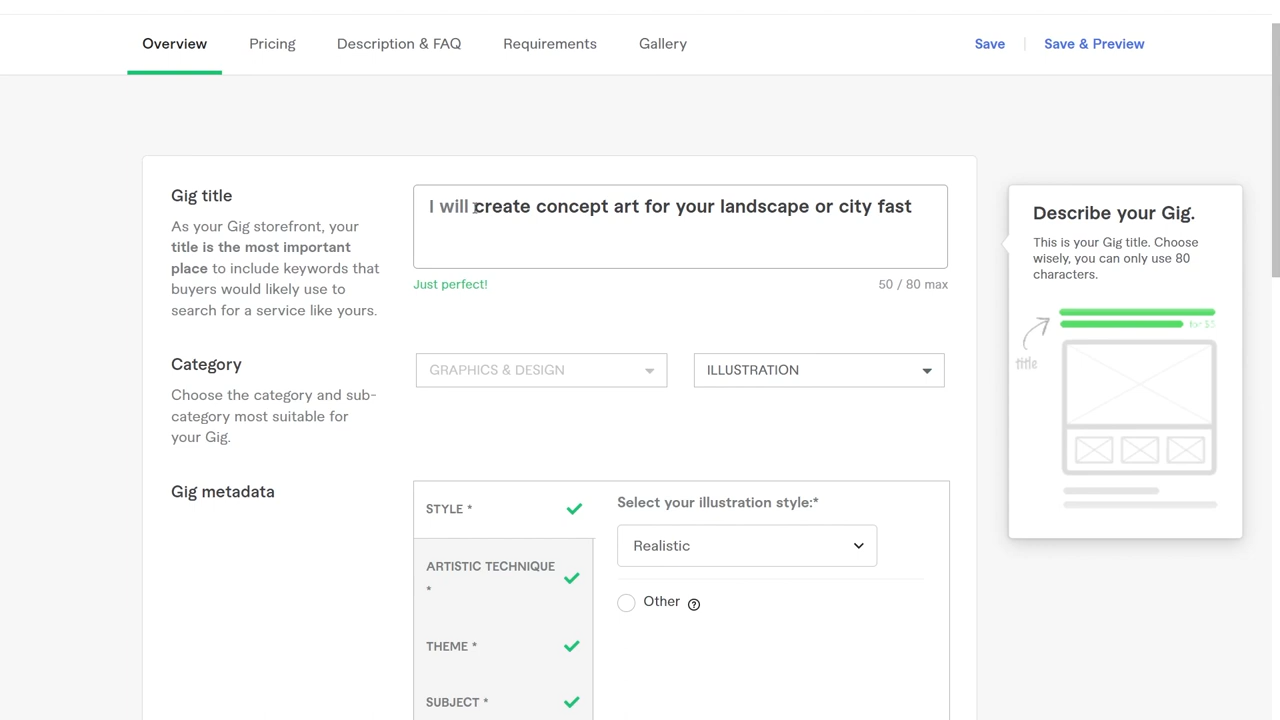 Overview Pricing Description & FAQ Requirements Gallery Save Save & Preview
Gig title
As your Gig storefront, your
title is the most important
place to include keywords that
buyers would likely use to
search for a service like yours.
I will create concept art for your landscape or city fast
Just perfect! 50 / 80 max
Describe your Gig.
This is your Gig title. Choose
wisely, you can only use 80
characters.
for $5
title
Category
Choose the category and sub-
category most suitable for
your Gig.
GRAPHICS & DESIGN ILLUSTRATION
Gig metadata
STYLE *
ARTISTIC TECHNIQUE
*
THEME *
SUBJECT *
Select your illustration style:*
Realistic
Other